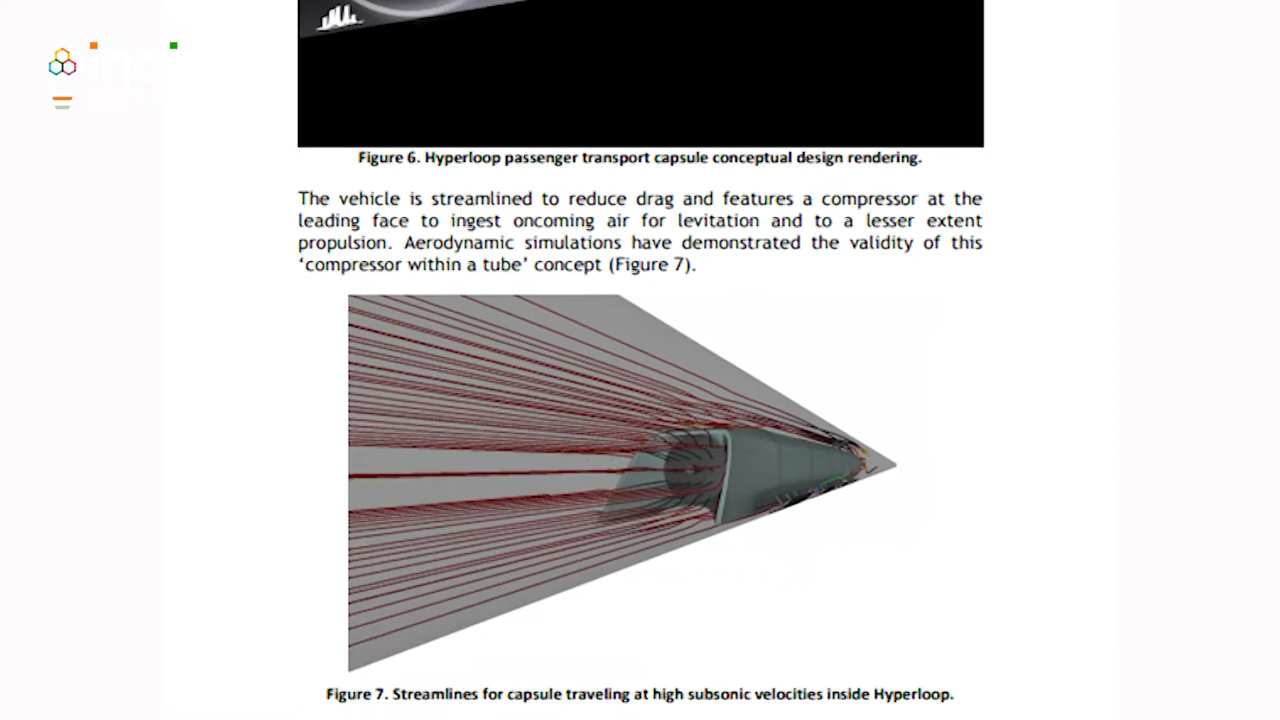 Figure 6. Hyperloop passenger transport capsule conceptual design rendering.
The vehicle is streamlined to reduce drag and features a compressor at the
leading face to ingest oncoming air for levitation and to a lesser extent
propulsion. Aerodynamic simulations have demonstrated the validity of this
‘compressor within a tube’ concept (Figure 7).
Figure 7. Streamlines for capsule traveling at high subsonic velocities inside Hyperloop.